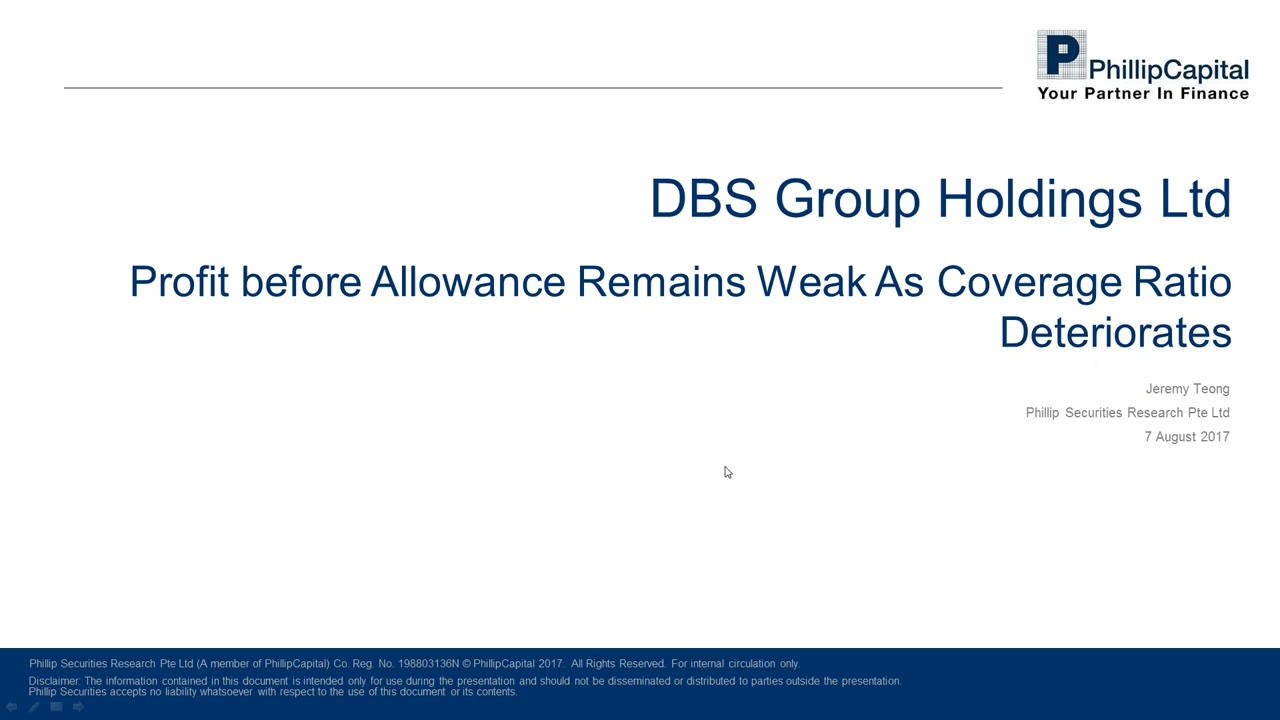 P
PhillipCapital
Your Partner In Finance
DBS Group Holdings Ltd
Profit before Allowance Remains Weak As Coverage Ratio
Deteriorates
Jeremy Teong
Phillip Securities Research Pte Ltd
7 August 2017
Phillip Securities Research Pte Ltd (A member of PhillipCapital) Co. Reg. No. 198803136N © PhillipCapital 2017. All Rights Reserved. For internal circulation only.
Disclaimer: The information contained in this document is intended only for use during the presentation and should not be disseminated or distributed to parties outside the presentation.
Phillip Securities accepts no liability whatsoever with respect to the use of this document or its contents.